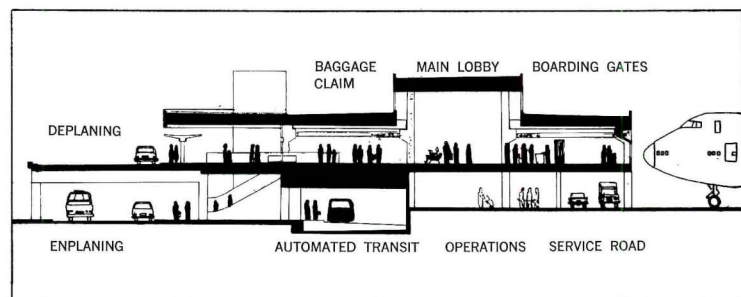 BAGGAGE CLAIM
MAIN LOBBY
BOARDING GATES
DEPLANING
ENPLANING
AUTOMATED TRANSIT
OPERATIONS
SERVICE ROAD